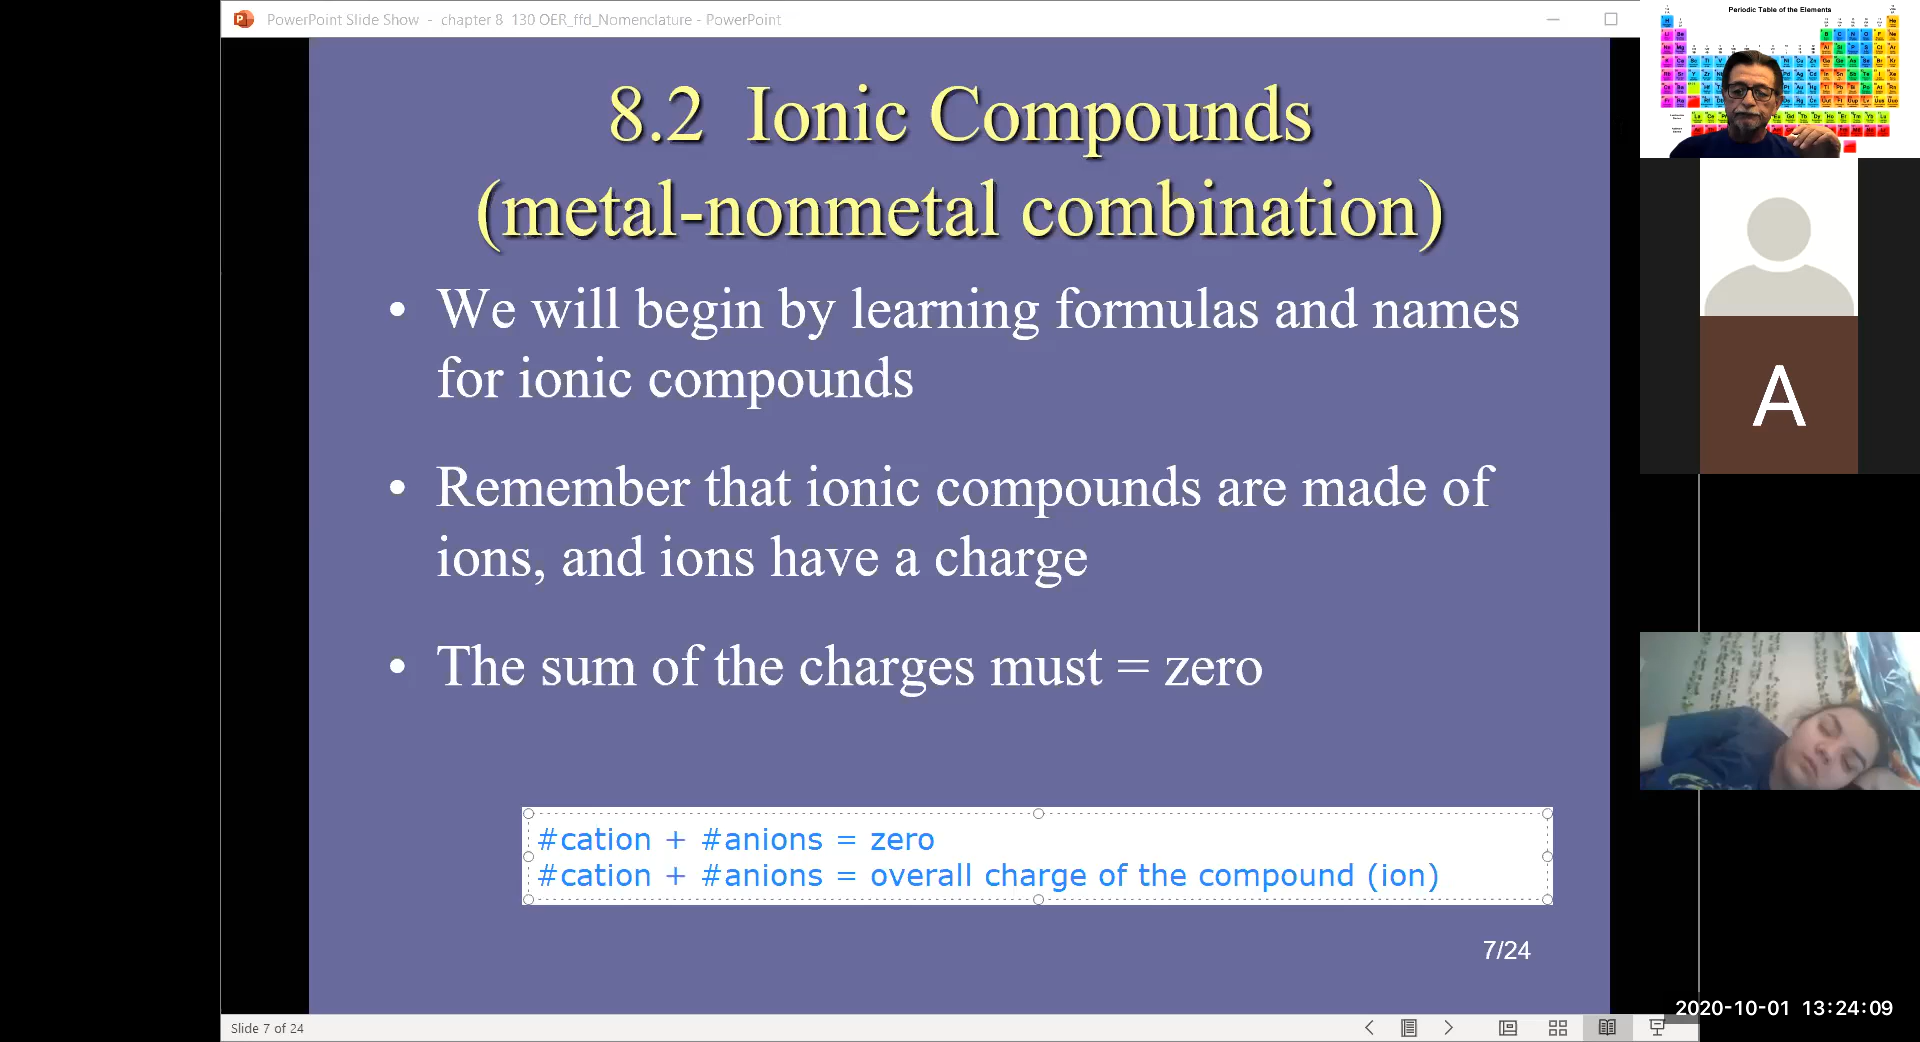 PowerPoint Slide Show - chapter 8 130 OER_ffd_Nomenclature - PowerPoint
Periodic Table of the Elements
8.2 Ionic Compounds
(metal-nonmetal combination)
• We will begin by learning formulas and names
for ionic compounds
• Remember that ionic compounds are made of
ions, and ions have a charge
• The sum of the charges must = zero
#cation + #anions = zero
#cation + #anions = overall charge of the compound (ion)
7/24
A
2020-10-01 13:24:09
Slide 7 of 24